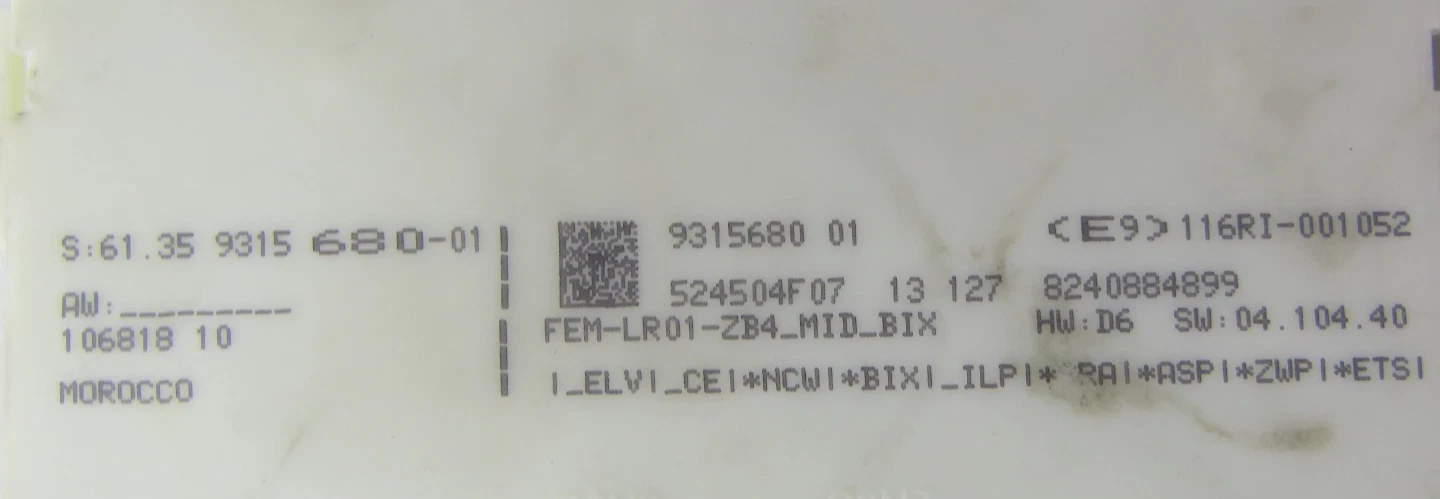 S:61.35 9315 680-01
AW:_________
106818 10
MOROCCO
9315680 01
<E9>116RI-001052
524504F07 13 127 8240884899
FEM-LR01-ZB4_MID_BIX HW:D6 SW:04.104.40
|_ELV|_CE|*NCW|*BIX|_ILP|* RA|*ASP|*ZWP|*ETS|